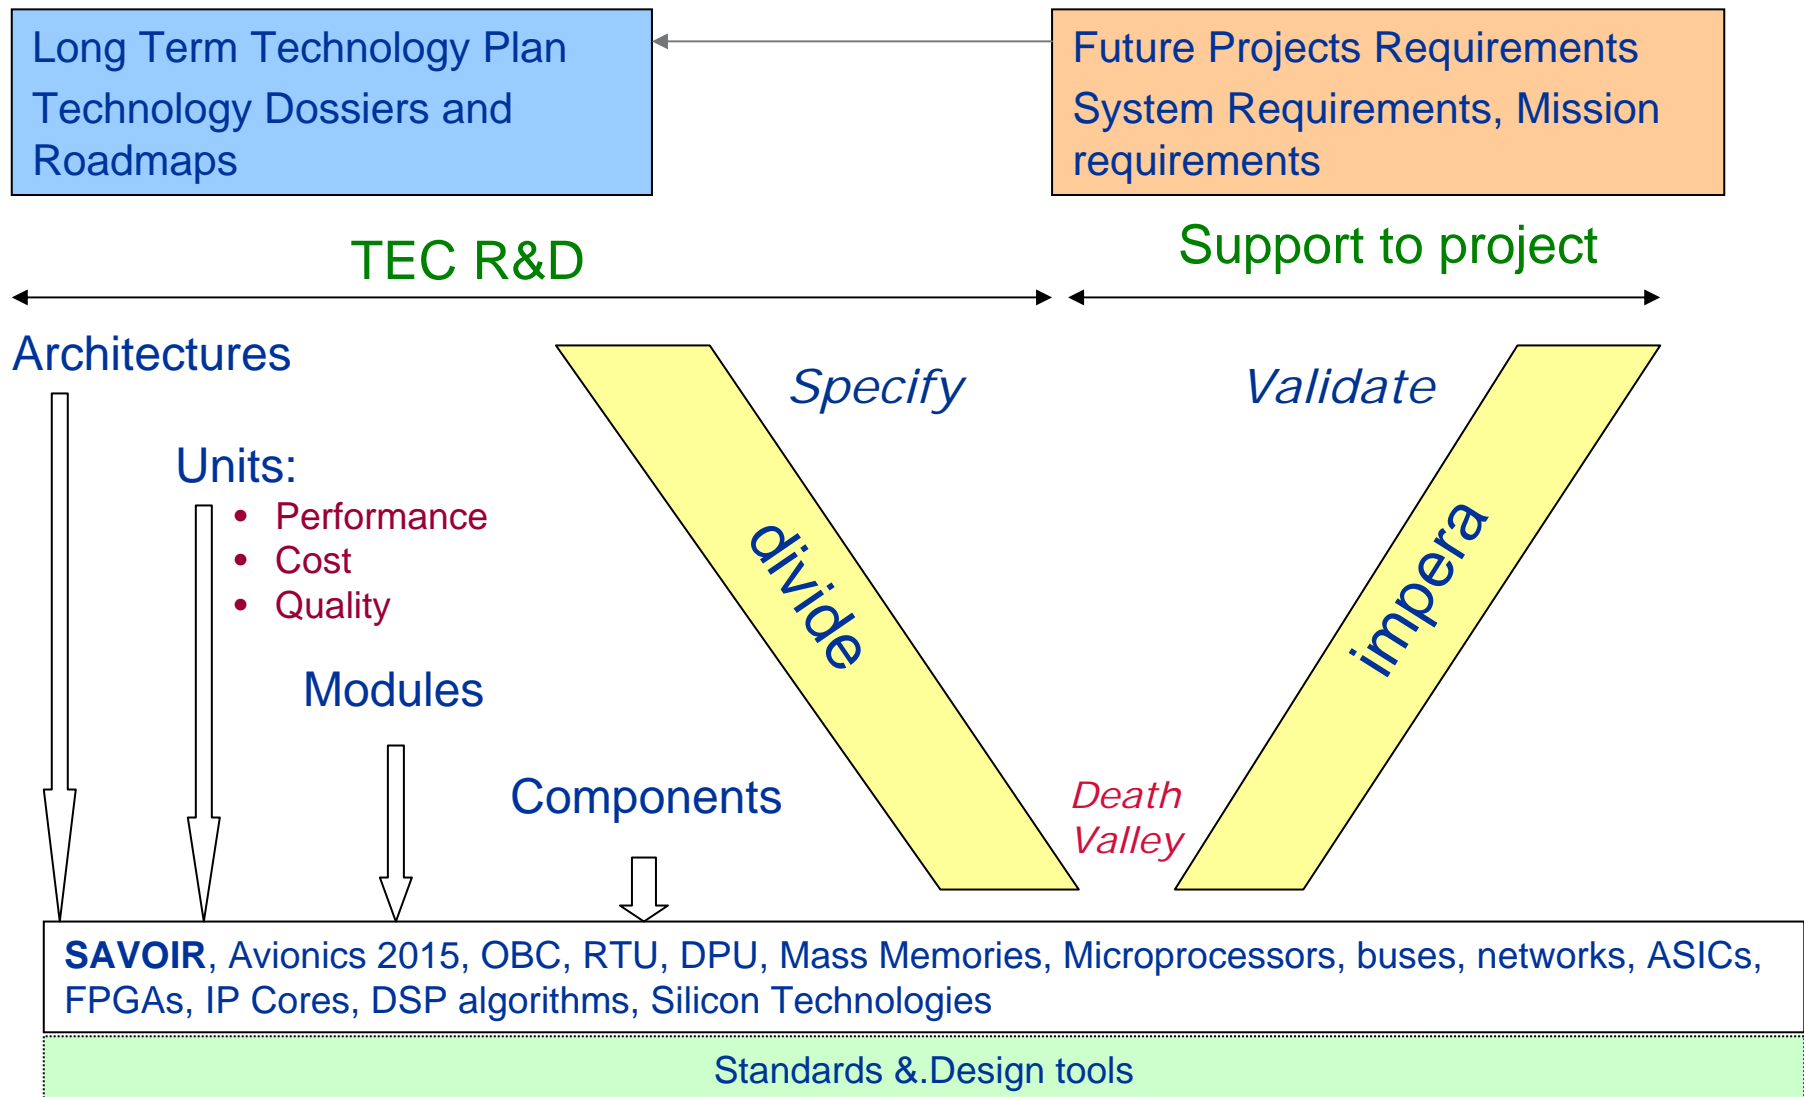 Long Term Technology Plan
Technology Dossiers and
Roadmaps
Future Projects Requirements
System Requirements, Mission
requirements
TEC R&D
Support to project
Architectures
Specify
Validate
Units:
• Performance
• Cost
• Quality
divide
impera
Modules
Components
Death
Valley
SAVOIR, Avionics 2015, OBC, RTU, DPU, Mass Memories, Microprocessors, buses, networks, ASICs,
FPGAs, IP Cores, DSP algorithms, Silicon Technologies
Standards &.Design tools